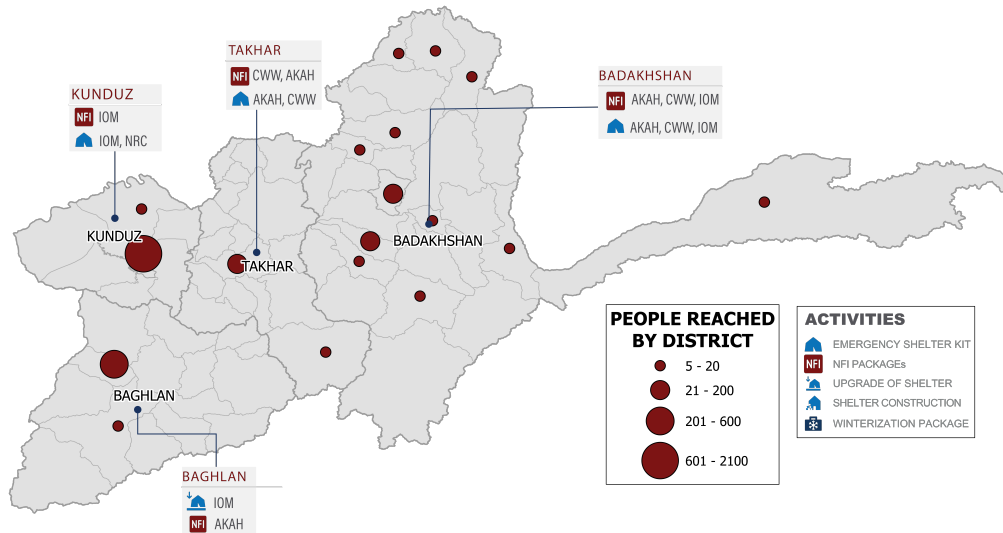 TAKHAR
NFI CWW, AKAH
AKAH, CWW
KUNDUZ
NFI IOM
IOM, NRC
BADAKHSHAN
NFI AKAH, CWW, IOM
AKAH, CWW, IOM
KUNDUZ
TAKHAR
BADAKHSHAN
BAGHLAN
BAGHLAN
IOM
NFI AKAH
PEOPLE REACHED
BY DISTRICT
5 - 20
21 - 200
201 - 600
601 - 2100
ACTIVITIES
EMERGENCY SHELTER KIT
NFI NFI PACKAGEs
UPGRADE OF SHELTER
SHELTER CONSTRUCTION
WINTERIZATION PACKAGE